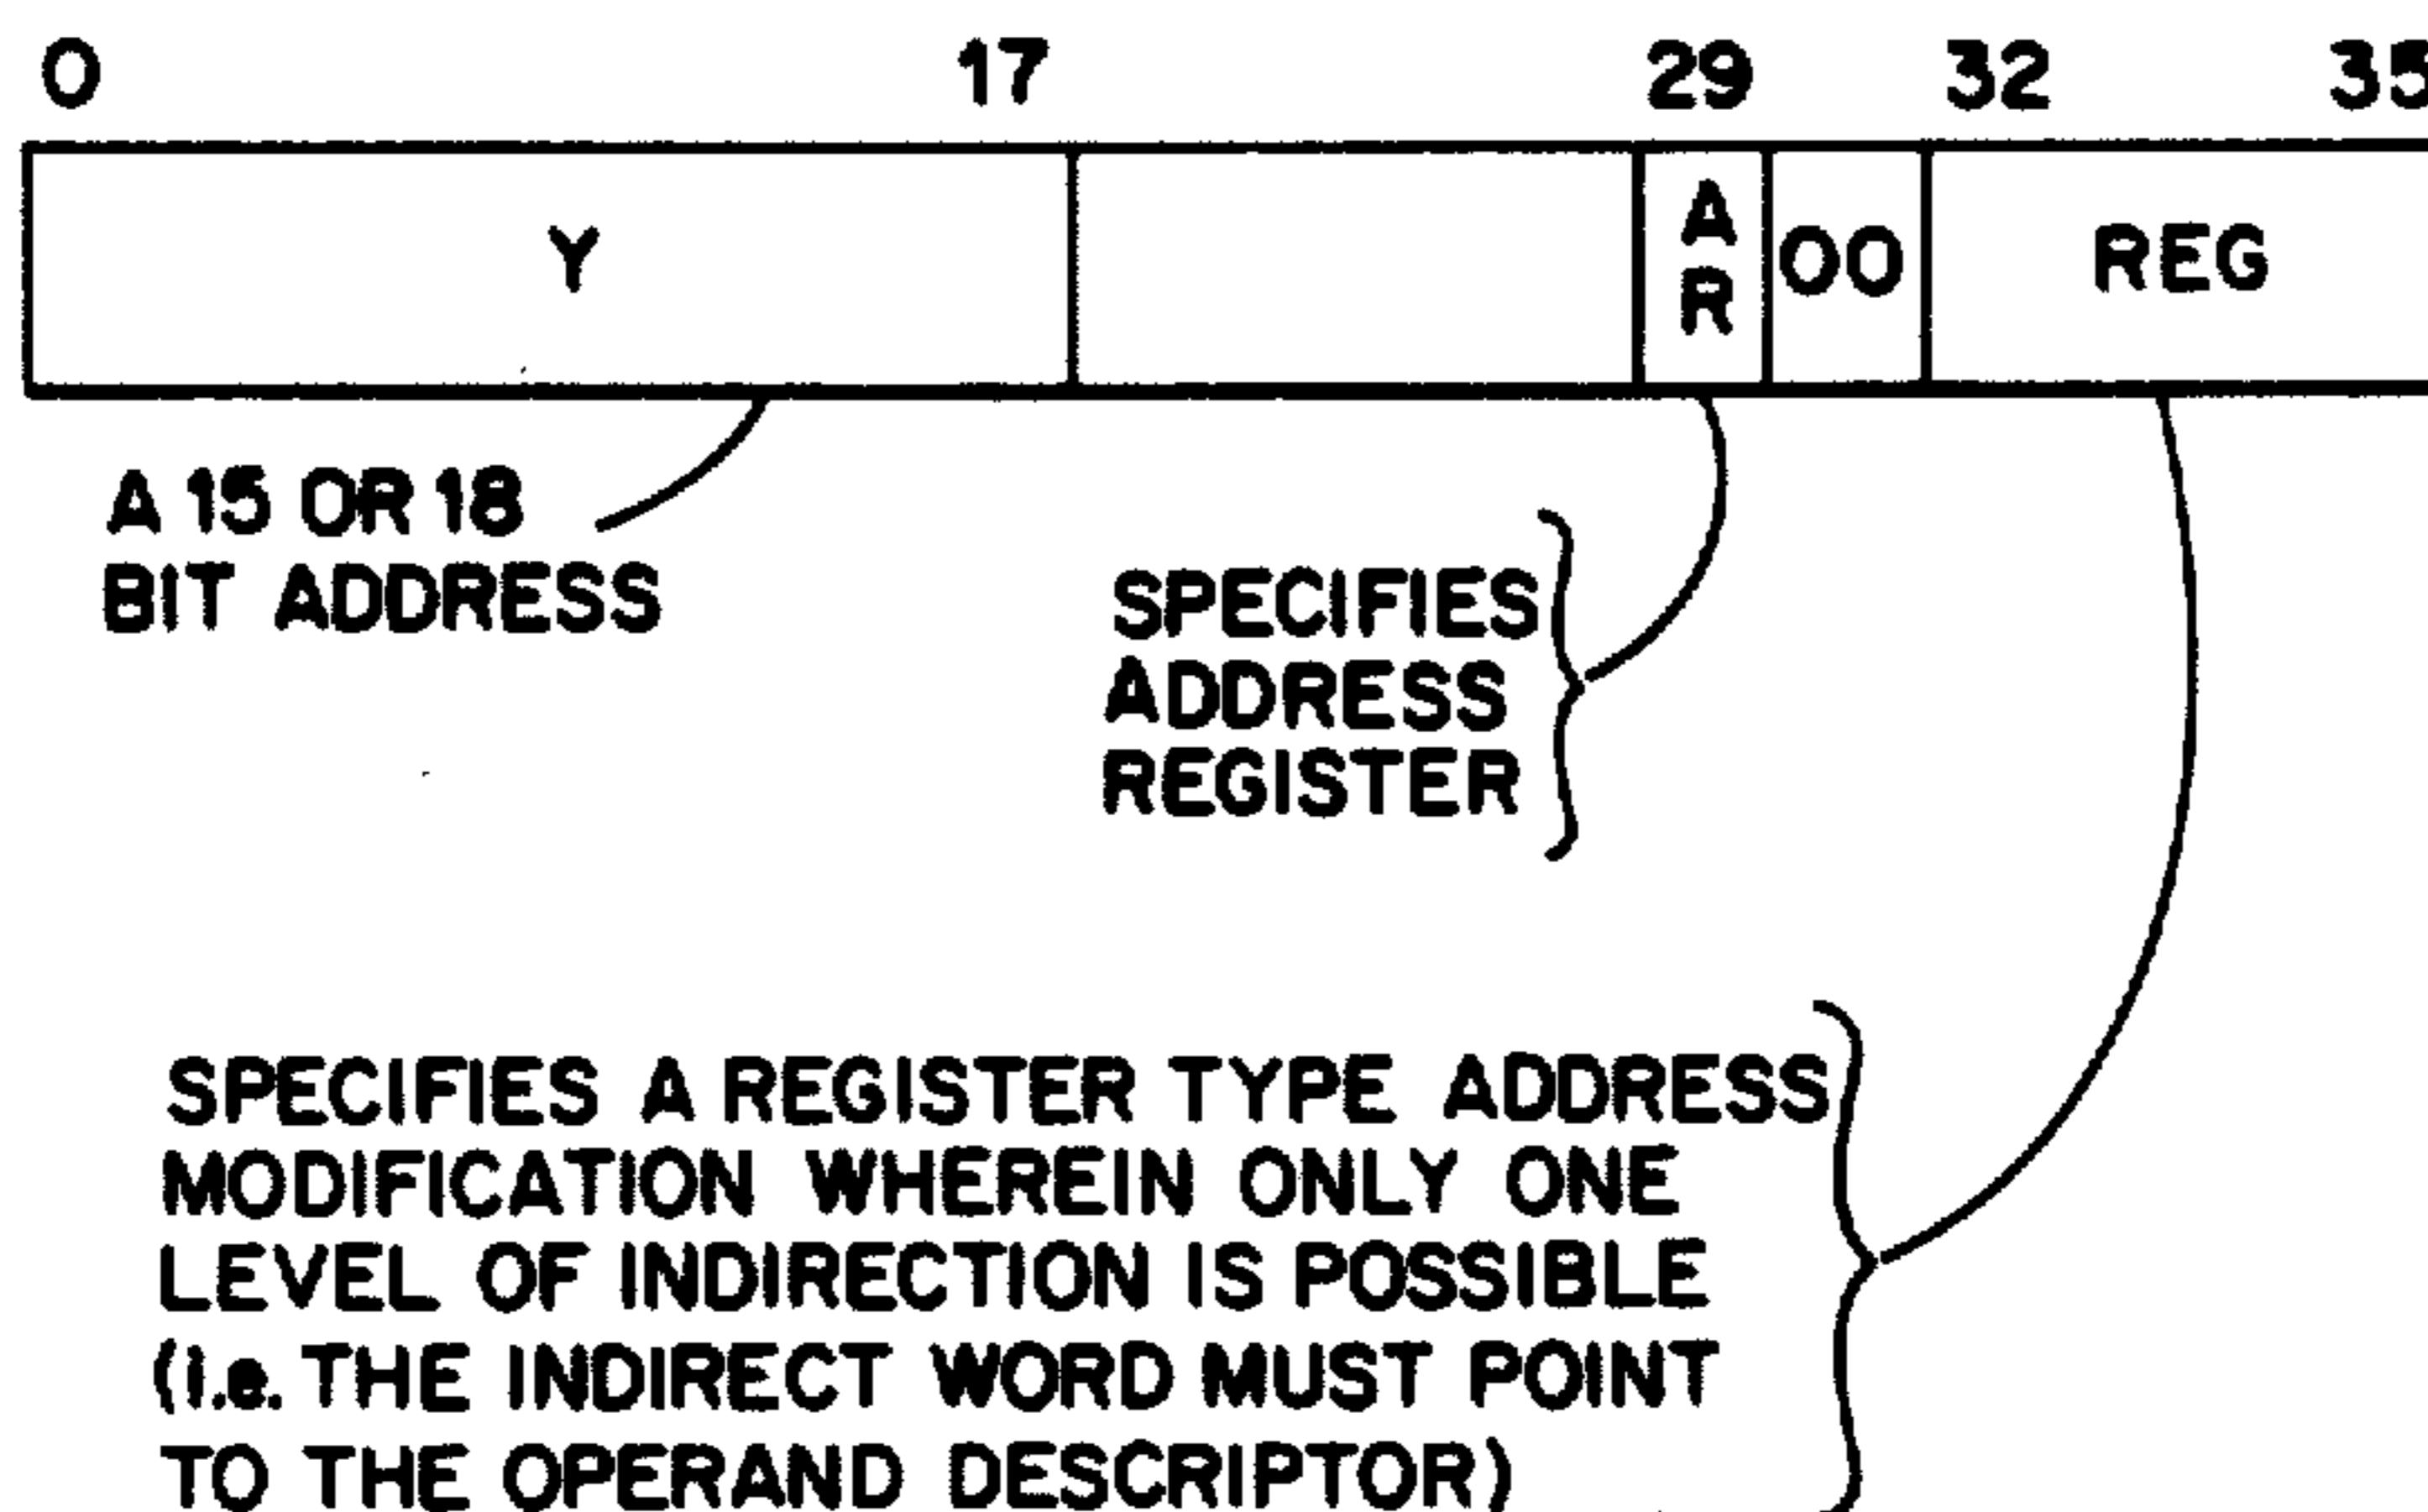 0 17 29 32 35
Y
A
R
00
REG
A 15 OR 18
BIT ADDRESS
SPECIFIES
ADDRESS
REGISTER
SPECIFIES A REGISTER TYPE ADDRESS
MODIFICATION WHEREIN ONLY ONE
LEVEL OF INDIRECTION IS POSSIBLE
(i.e. THE INDIRECT WORD MUST POINT
TO THE OPERAND DESCRIPTOR)